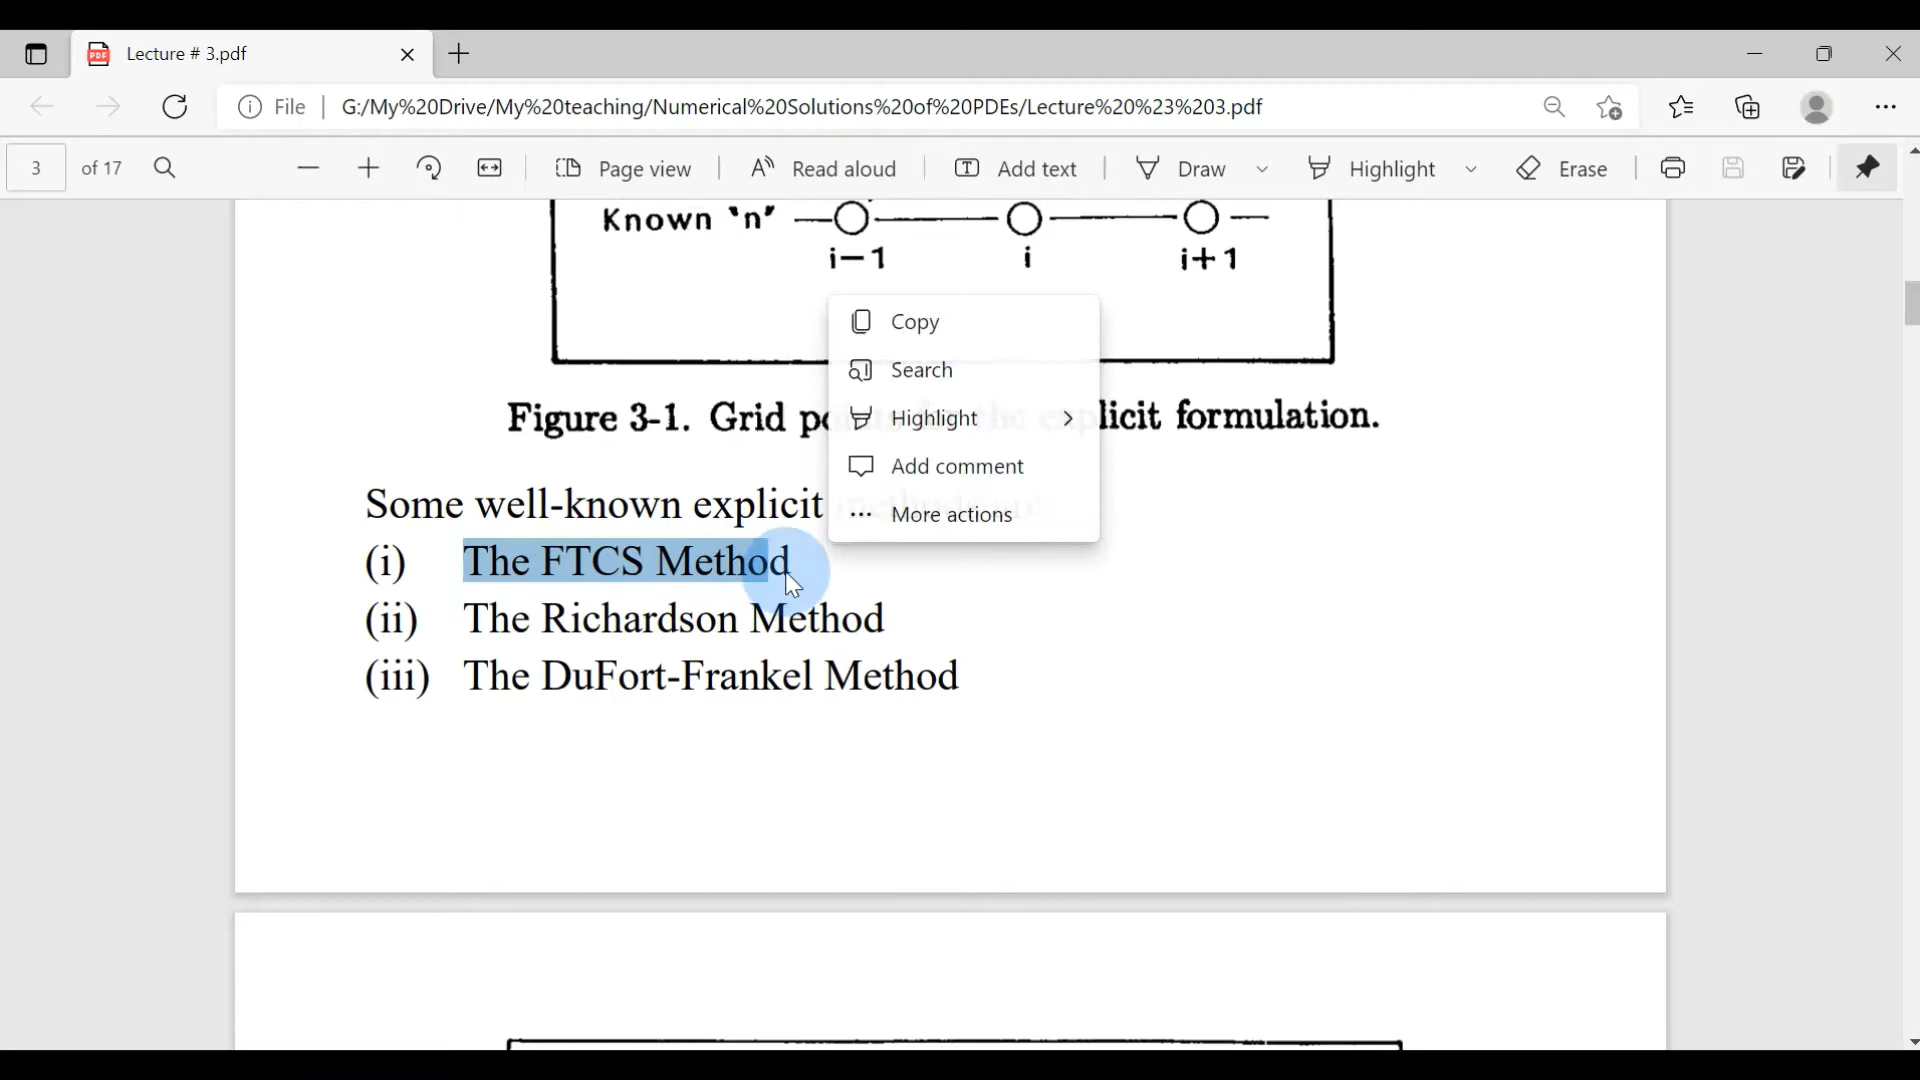 Lecture # 3.pdf
File | G:/My%20Drive/My%20teaching/Numerical%20Solutions%20of%20PDEs/Lecture%20%23%203.pdf
3 of 17 Page view Read aloud Add text Draw Highlight Erase
Known 'n'
i-1 i i+1
Copy
Search
Highlight
Add comment
More actions
Figure 3-1. Grid explicit formulation.
Some well-known explicit
(i) The FTCS Method
(ii) The Richardson Method
(iii) The DuFort-Frankel Method